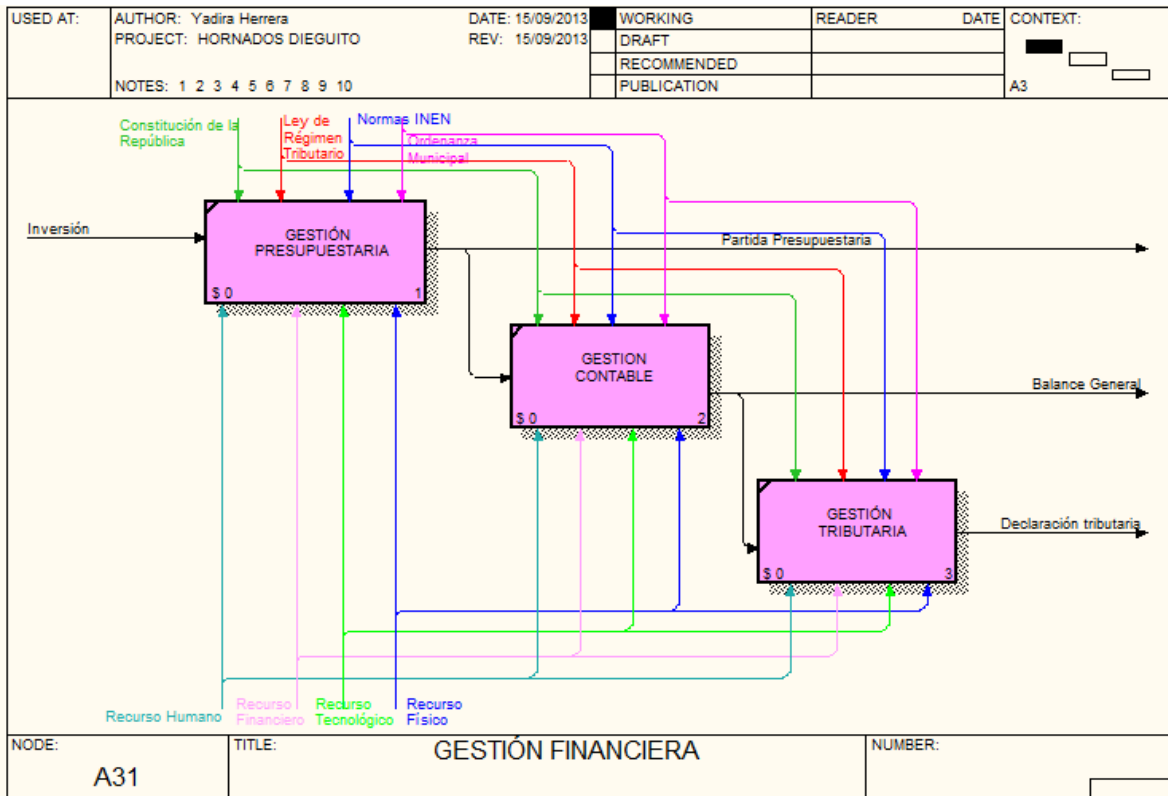 USED AT:
AUTHOR: Yadira Herrera
DATE: 15/09/2013
PROJECT: HORNADOS DIEGUITO
REV: 15/09/2013
NOTES: 1 2 3 4 5 6 7 8 9 10
WORKING
DRAFT
RECOMMENDED
PUBLICATION
READER
DATE
CONTEXT:
A3
Constitución de la
República
Ley de
Régimen
Tributario
Normas INEN
Ordenanza
Municipal
Inversión
GESTIÓN
PRESUPUESTARIA
$ 0
1
Partida Presupuestaria
GESTION
CONTABLE
$ 0
2
Balance General
GESTIÓN
TRIBUTARIA
$ 0
3
Declaración tributaria
Recurso Humano
Recurso
Financiero
Recurso
Tecnológico
Recurso
Físico
NODE:
A31
TITLE:
GESTIÓN FINANCIERA
NUMBER: